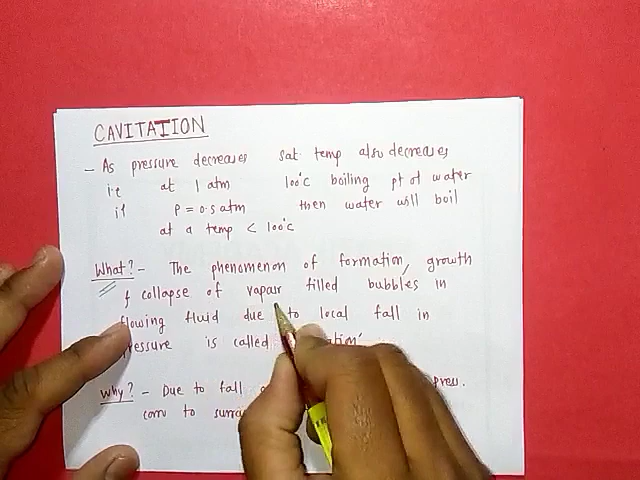 CAVITATION
- As pressure decreases sat temp also decreases
i.e at 1 atm 100°C boiling pt of water
if P = 0.5 atm then water will boil
at a temp < 100°C
What? - The phenomenon of formation, growth
& collapse of vapour filled bubbles in
flowing fluid due to local fall in
pressure is called
Why? - Due to fall press.
corr to